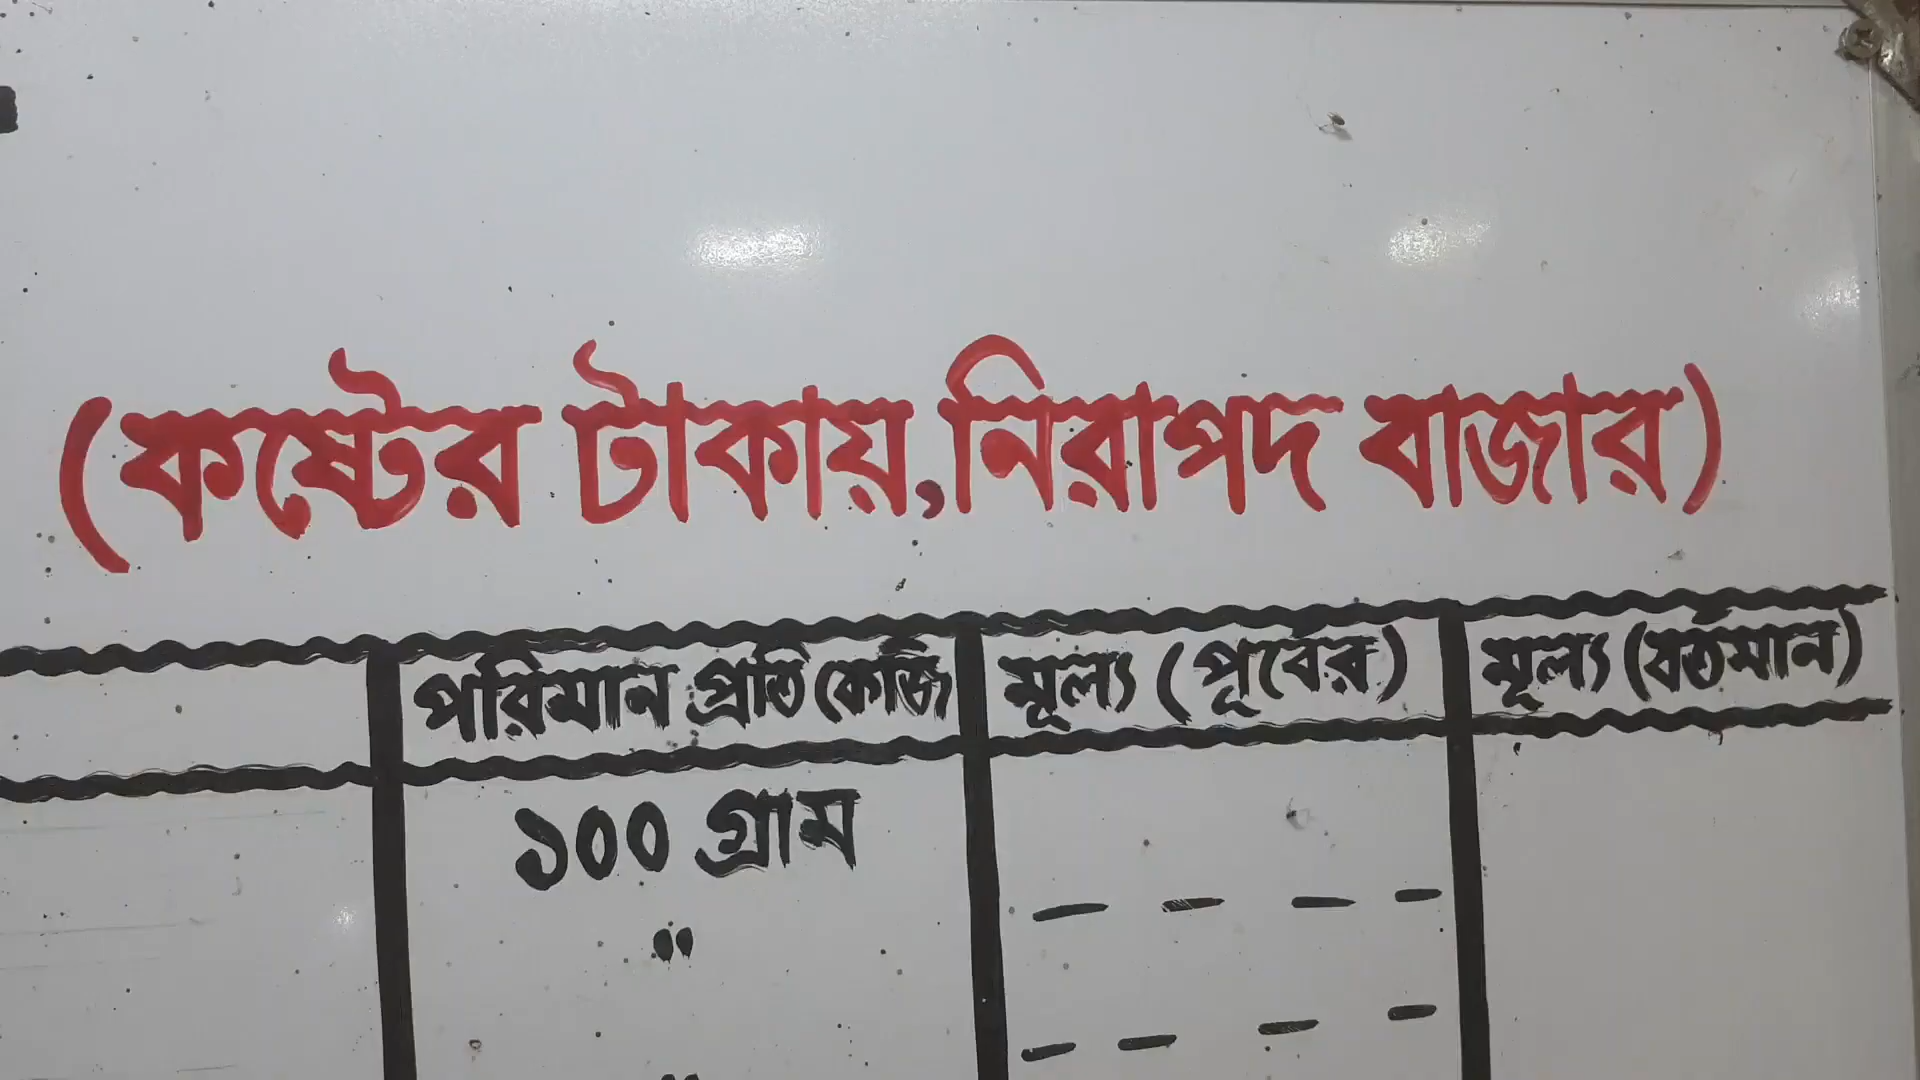 (কষ্টের টাকায়,নিরাপদ বাজার)
পরিমান প্রতি কেজি মূল্য (পূর্বের) মূল্য (বর্তমান)
১০০ গ্রাম
"
"